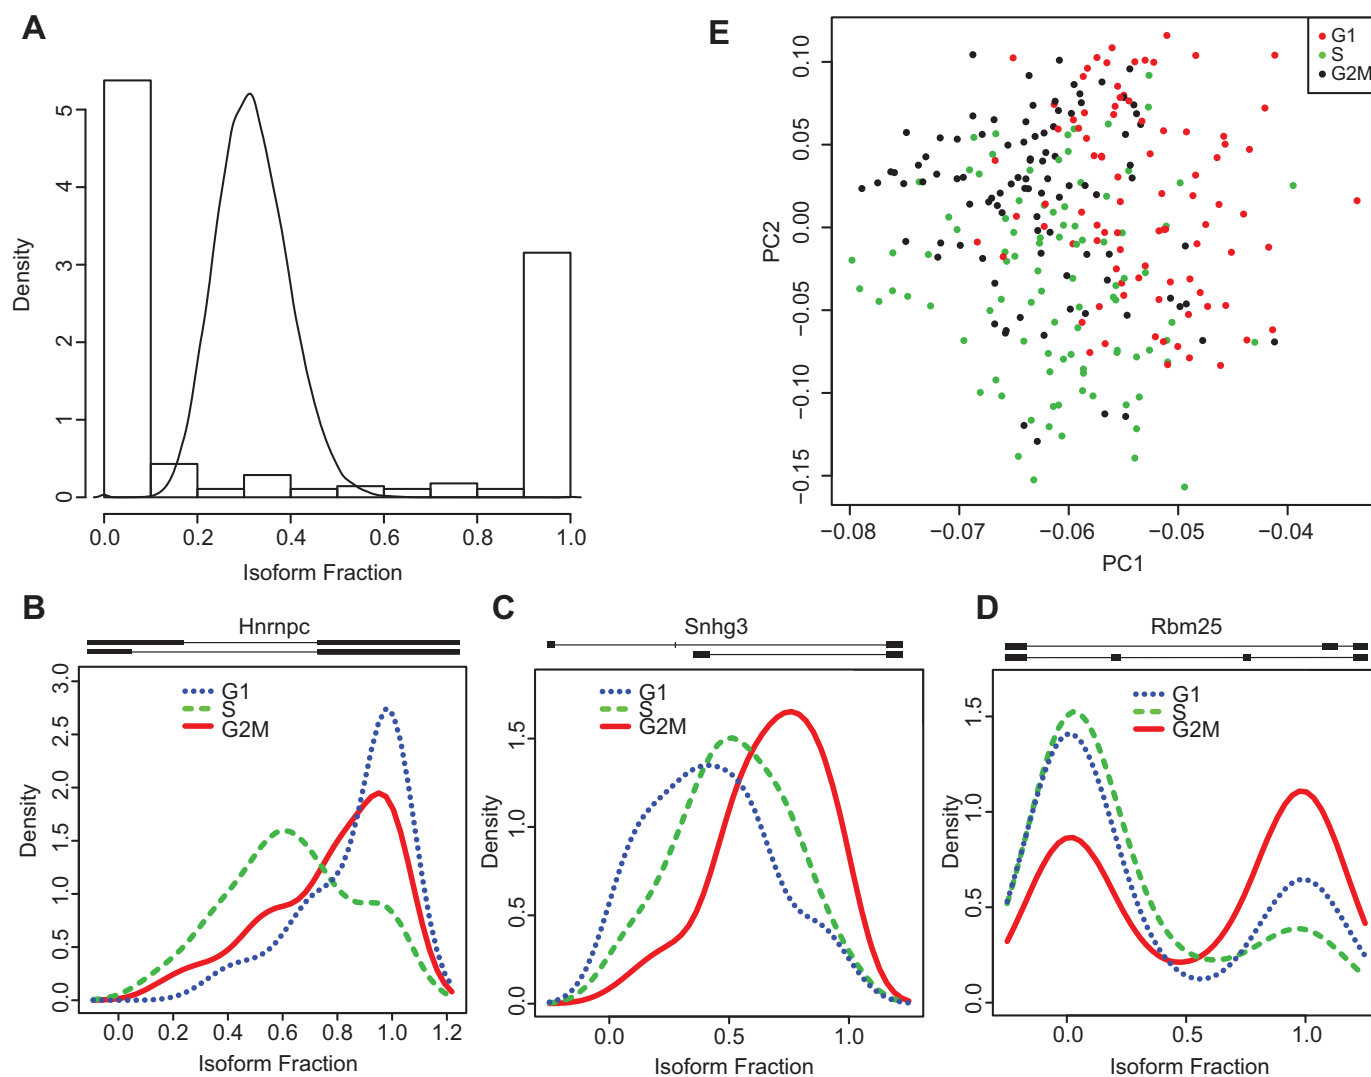 A
5
4
3
2
1
0
Density
0.0 0.2 0.4 0.6 0.8 1.0
Isoform Fraction
E
G1
S
G2M
0.10
0.05
0.00
−0.05
−0.10
−0.15
PC2
−0.08 −0.07 −0.06 −0.05 −0.04
PC1
B
Hnrnpc
G1
S
G2M
3.0
2.5
2.0
1.5
1.0
0.5
0.0
Density
0.0 0.2 0.4 0.6 0.8 1.0 1.2
Isoform Fraction
C
Snhg3
G1
S
G2M
1.5
1.0
0.5
0.0
Density
0.0 0.5 1.0
Isoform Fraction
D
Rbm25
G1
S
G2M
1.5
1.0
0.5
0.0
Density
0.0 0.5 1.0
Isoform Fraction